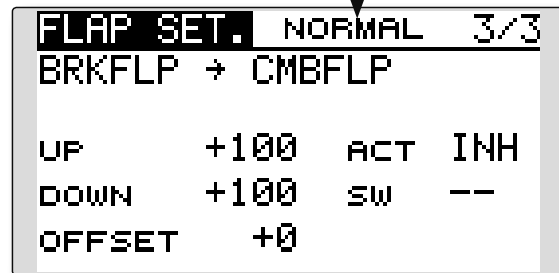 FLAP SET. NORMAL 3/3
BRKFLP → CMBFLP
UP +100 ACT INH
DOWN +100 SW --
OFFSET +0